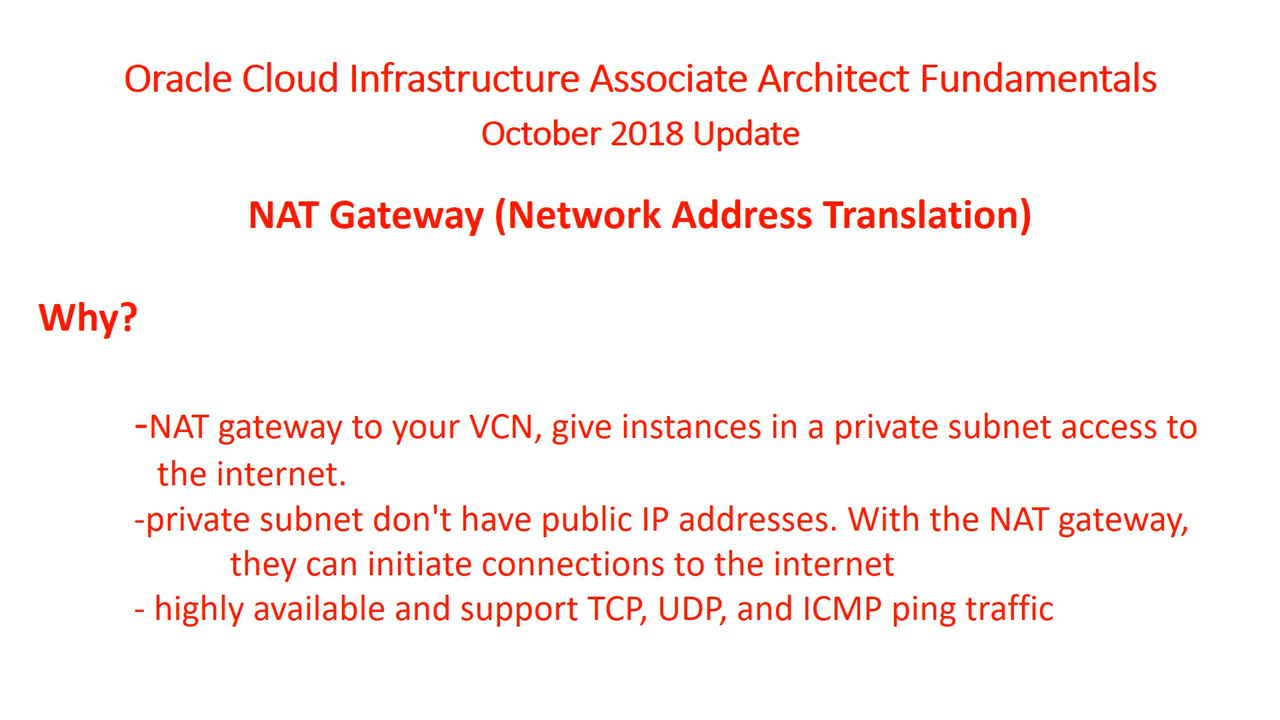 Oracle Cloud Infrastructure Associate Architect Fundamentals
October 2018 Update
NAT Gateway (Network Address Translation)
Why?
-NAT gateway to your VCN, give instances in a private subnet access to
the internet.
-private subnet don't have public IP addresses. With the NAT gateway,
they can initiate connections to the internet
- highly available and support TCP, UDP, and ICMP ping traffic